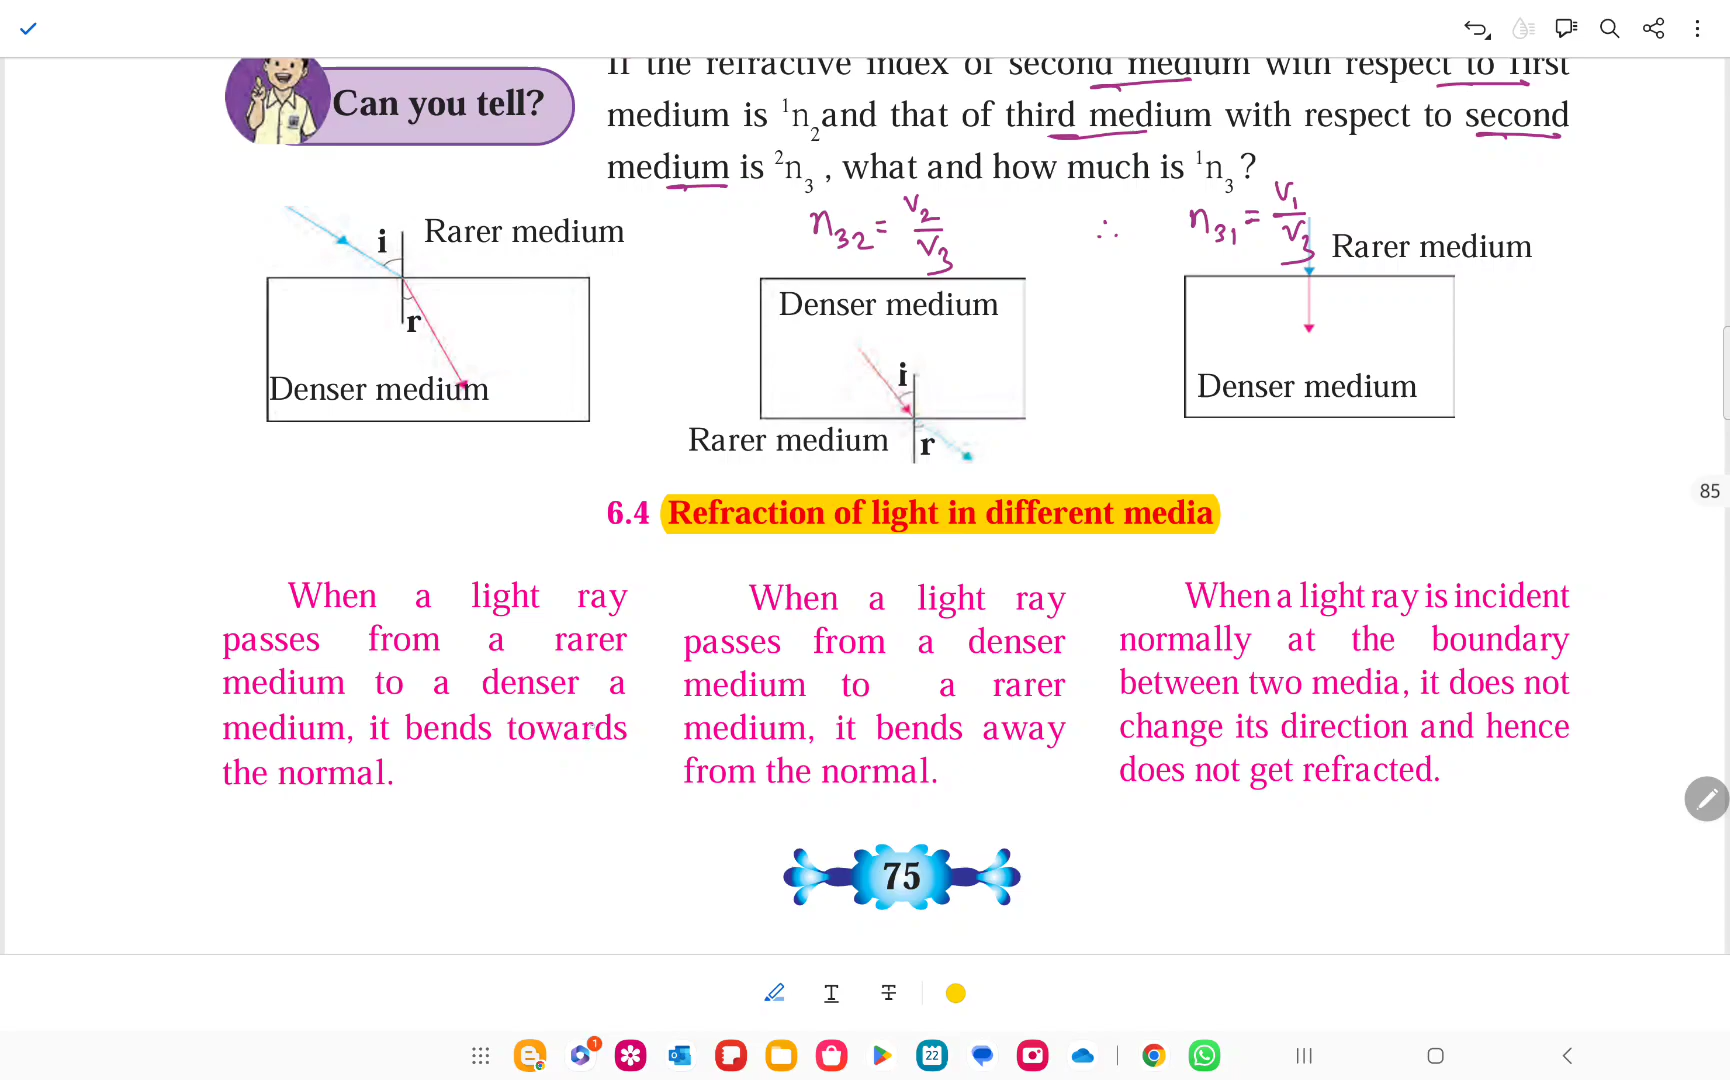 If the refractive index of second medium with respect to first
Can you tell?
medium is ¹n₂ and that of third medium with respect to second
medium is ²n₃ , what and how much is ¹n₃ ?
n₃₂ = v₂/v₃ ∴ n₃₁ = v₁/v₃
i Rarer medium
Rarer medium
Denser medium
r
i
Denser medium
Denser medium
Rarer medium r
6.4 Refraction of light in different media
85
When a light ray
passes from a rarer
medium to a denser a
medium, it bends towards
the normal.
When a light ray
passes from a denser
medium to a rarer
medium, it bends away
from the normal.
When a light ray is incident
normally at the boundary
between two media, it does not
change its direction and hence
does not get refracted.
75
T T
1
22